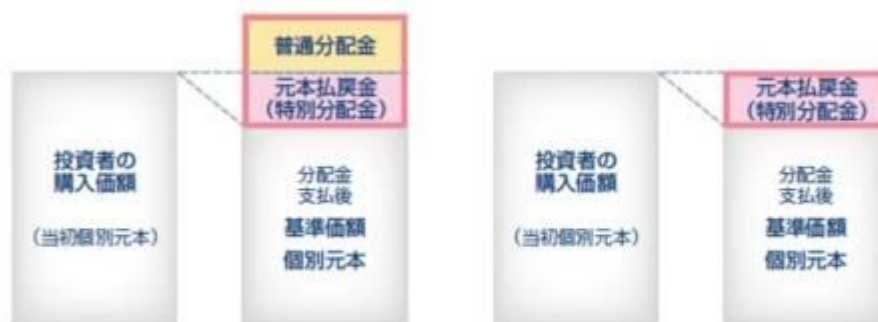 普通分配金
元本払戻金
（特別分配金）
投資者の
購入価額
（当初個別元本）
分配金
支払後
基準価額
個別元本
元本払戻金
（特別分配金）
投資者の
購入価額
（当初個別元本）
分配金
支払後
基準価額
個別元本